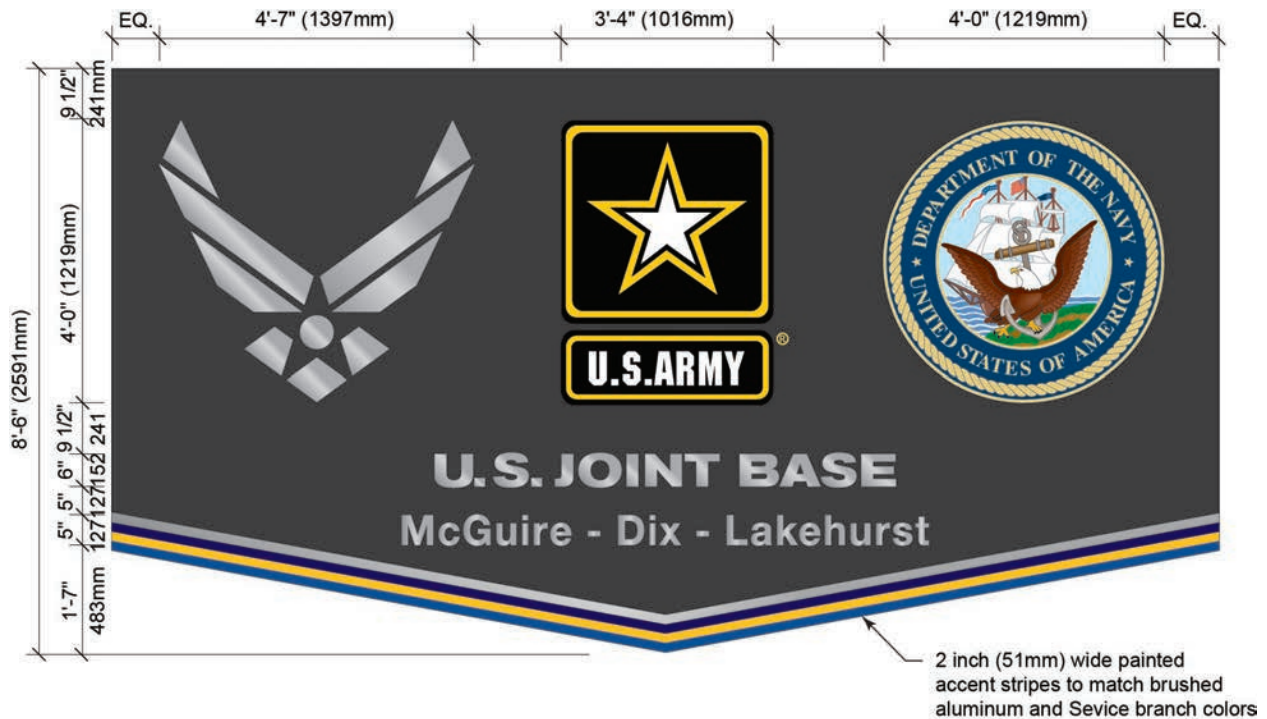 EQ.
4'-7" (1397mm)
3'-4" (1016mm)
4'-0" (1219mm)
EQ.
8'-6" (2591mm)
9 1/2"
241mm
4'-0" (1219mm)
9 1/2"
241
6"
152
5"
127
5"
127
1'-7"
483mm
U.S.ARMY
®
DEPARTMENT OF THE NAVY
UNITED STATES OF AMERICA
U.S. JOINT BASE
McGuire - Dix - Lakehurst
2 inch (51mm) wide painted
accent stripes to match brushed
aluminum and Sevice branch colors